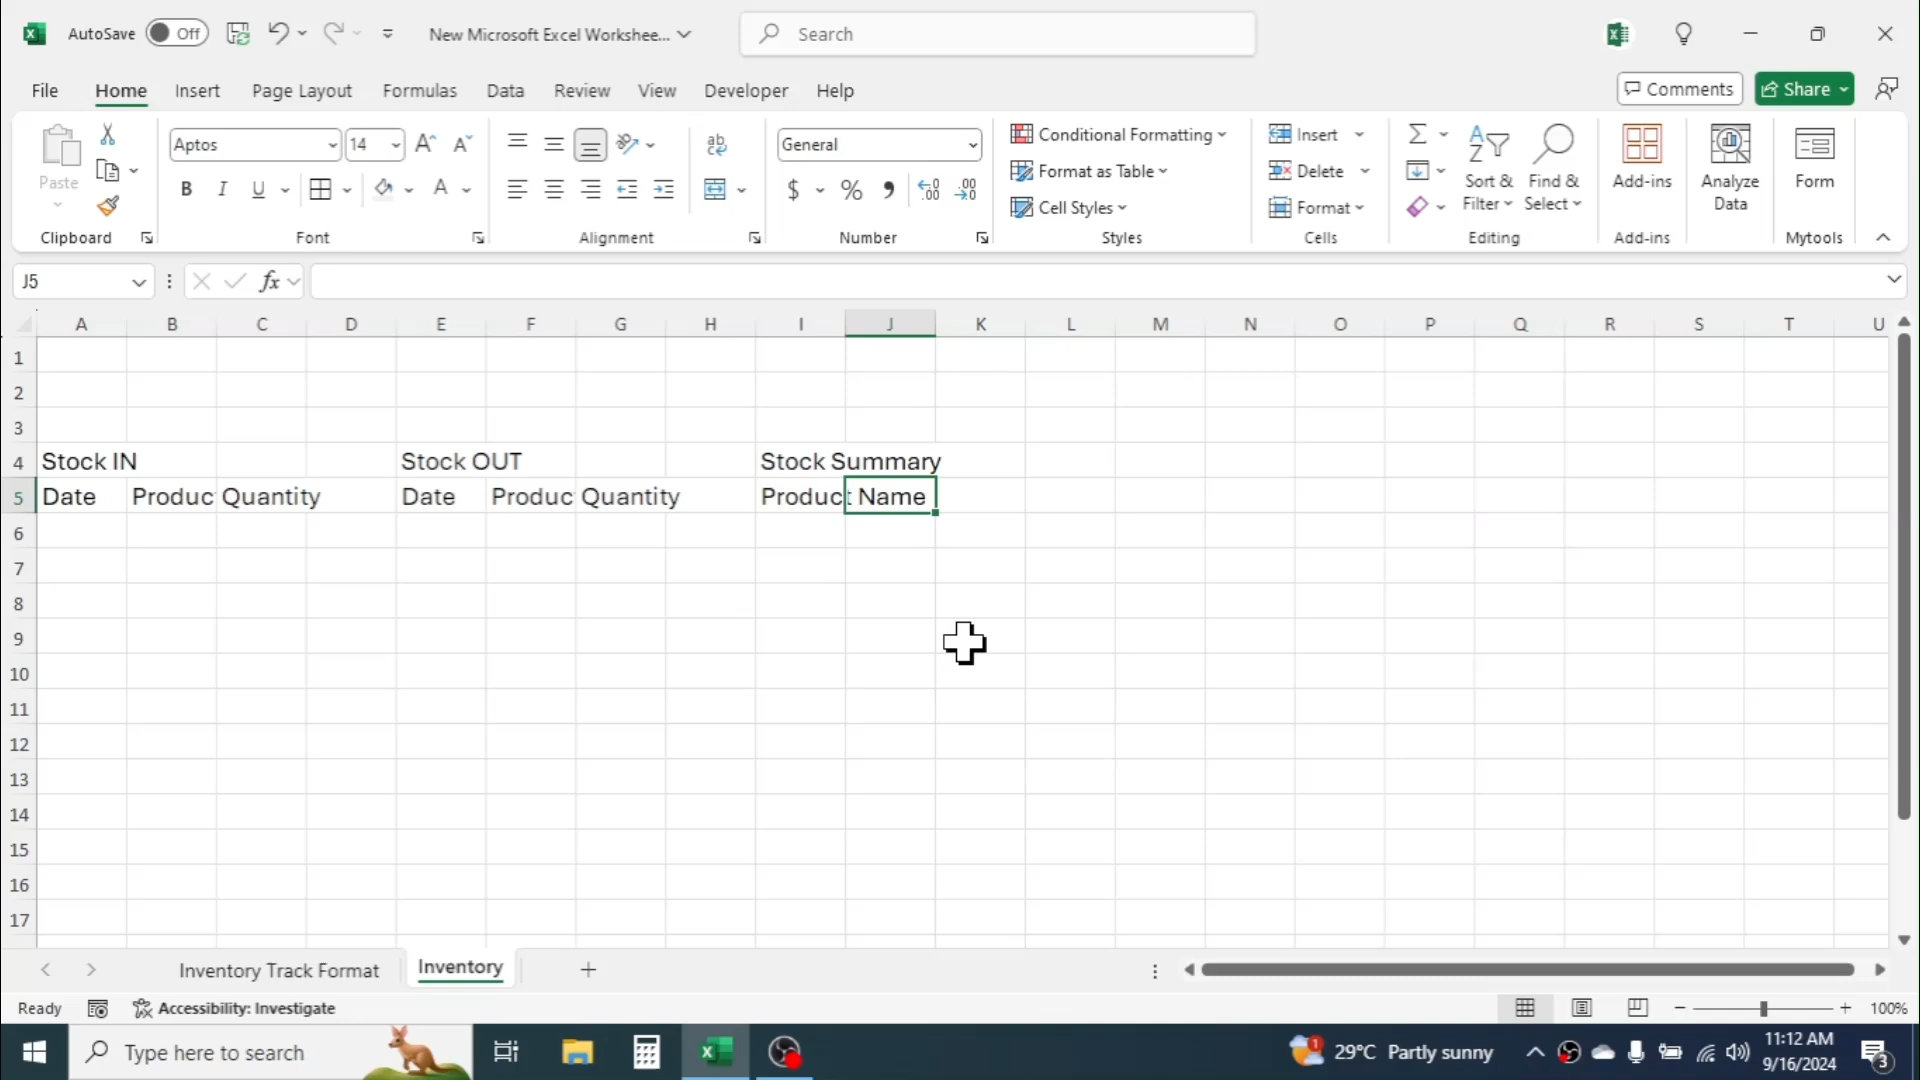 AutoSave Off New Microsoft Excel Workshee... Search
File Home Insert Page Layout Formulas Data Review View Developer Help Comments Share
Paste Aptos 14 General Conditional Formatting Insert
Format as Table Delete Sort & Find & Add-ins Analyze Form
B I U A $ % Cell Styles Format Filter Select Data
Clipboard Font Alignment Number Styles Cells Editing Add-ins Mytools
J5 fx
A B C D E F G H I J K L M N O P Q R S T U
1
2
3
4 Stock IN Stock OUT Stock Summary
5 Date Produc Quantity Date Produc Quantity Product Name
6
7
8
9
10
11
12
13
14
15
16
17
Inventory Track Format Inventory
Ready Accessibility: Investigate 100%
Type here to search 1 29°C Partly sunny 11:12 AM
9/16/2024 3